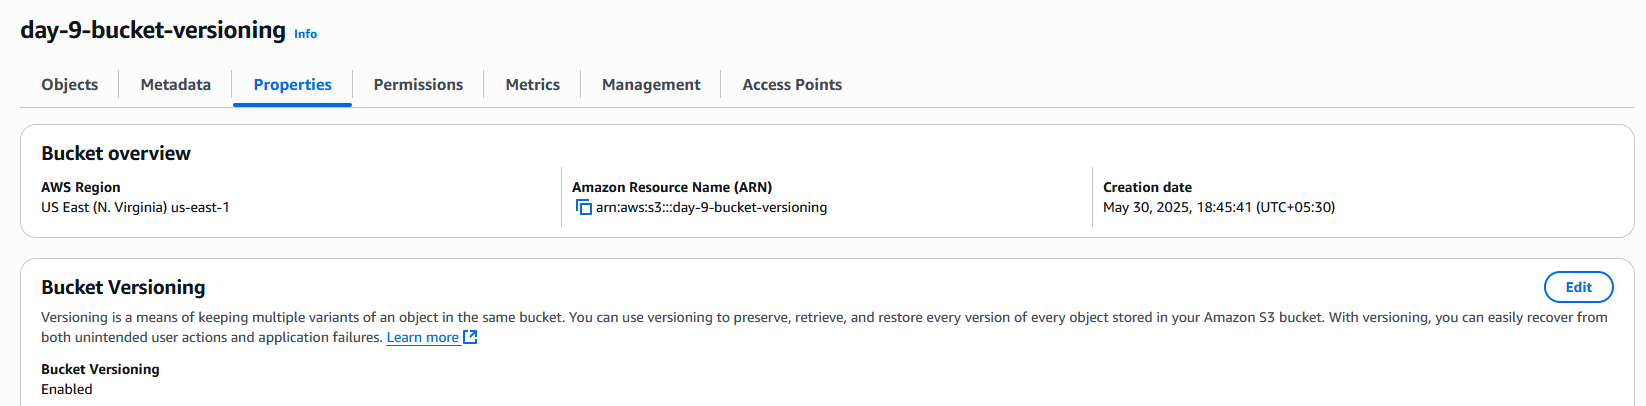 day-9-bucket-versioning Info
Objects Metadata Properties Permissions Metrics Management Access Points
Bucket overview
AWS Region
US East (N. Virginia) us-east-1
Amazon Resource Name (ARN)
arn:aws:s3:::day-9-bucket-versioning
Creation date
May 30, 2025, 18:45:41 (UTC+05:30)
Bucket Versioning
Edit
Versioning is a means of keeping multiple variants of an object in the same bucket. You can use versioning to preserve, retrieve, and restore every version of every object stored in your Amazon S3 bucket. With versioning, you can easily recover from
both unintended user actions and application failures. Learn more
Bucket Versioning
Enabled